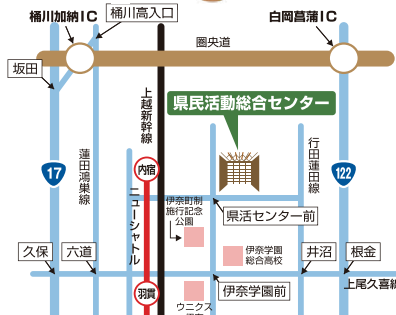 桶川加納IC
桶川高入口
白岡菖蒲IC
圏央道
坂田
上越新幹線
県民活動総合センター
17
蓮田鴻巣線
内宿
ニューシャトル
伊奈町制
施行記念
公園
行田蓮田線
122
県活センター前
久保
六道
伊奈学園
総合高校
井沼
根金
上尾久喜線
羽貫
伊奈学園前
ウニクス